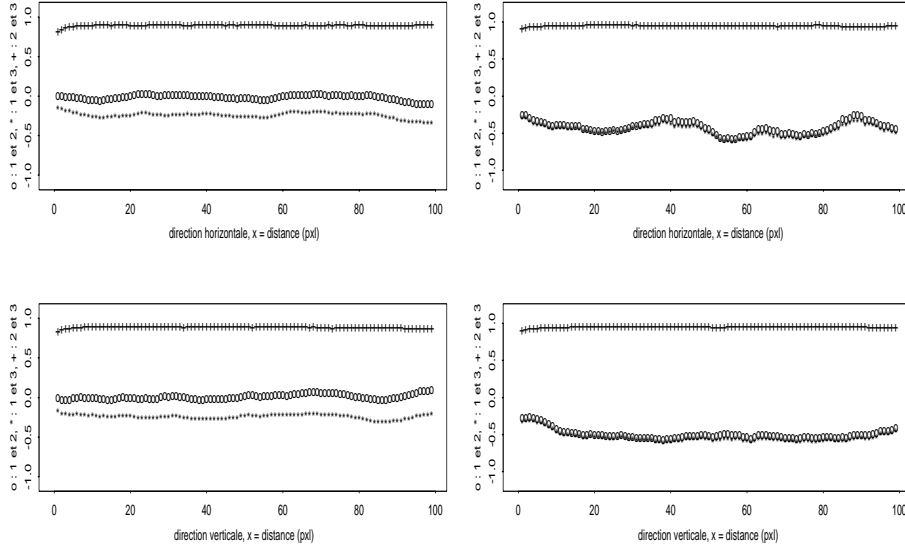 o : 1 et 2, * : 1 et 3, + : 2 et 3
1.0
0.5
0.0
-0.5
-1.0
0 20 40 60 80 100
direction horizontale, x = distance (pxl)
o : 1 et 2, * : 1 et 3, + : 2 et 3
1.0
0.5
0.0
-0.5
-1.0
0 20 40 60 80 100
direction horizontale, x = distance (pxl)
o : 1 et 2, * : 1 et 3, + : 2 et 3
1.0
0.5
0.0
-0.5
-1.0
0 20 40 60 80 100
direction verticale, x = distance (pxl)
o : 1 et 2, * : 1 et 3, + : 2 et 3
1.0
0.5
0.0
-0.5
-1.0
0 20 40 60 80 100
direction verticale, x = distance (pxl)